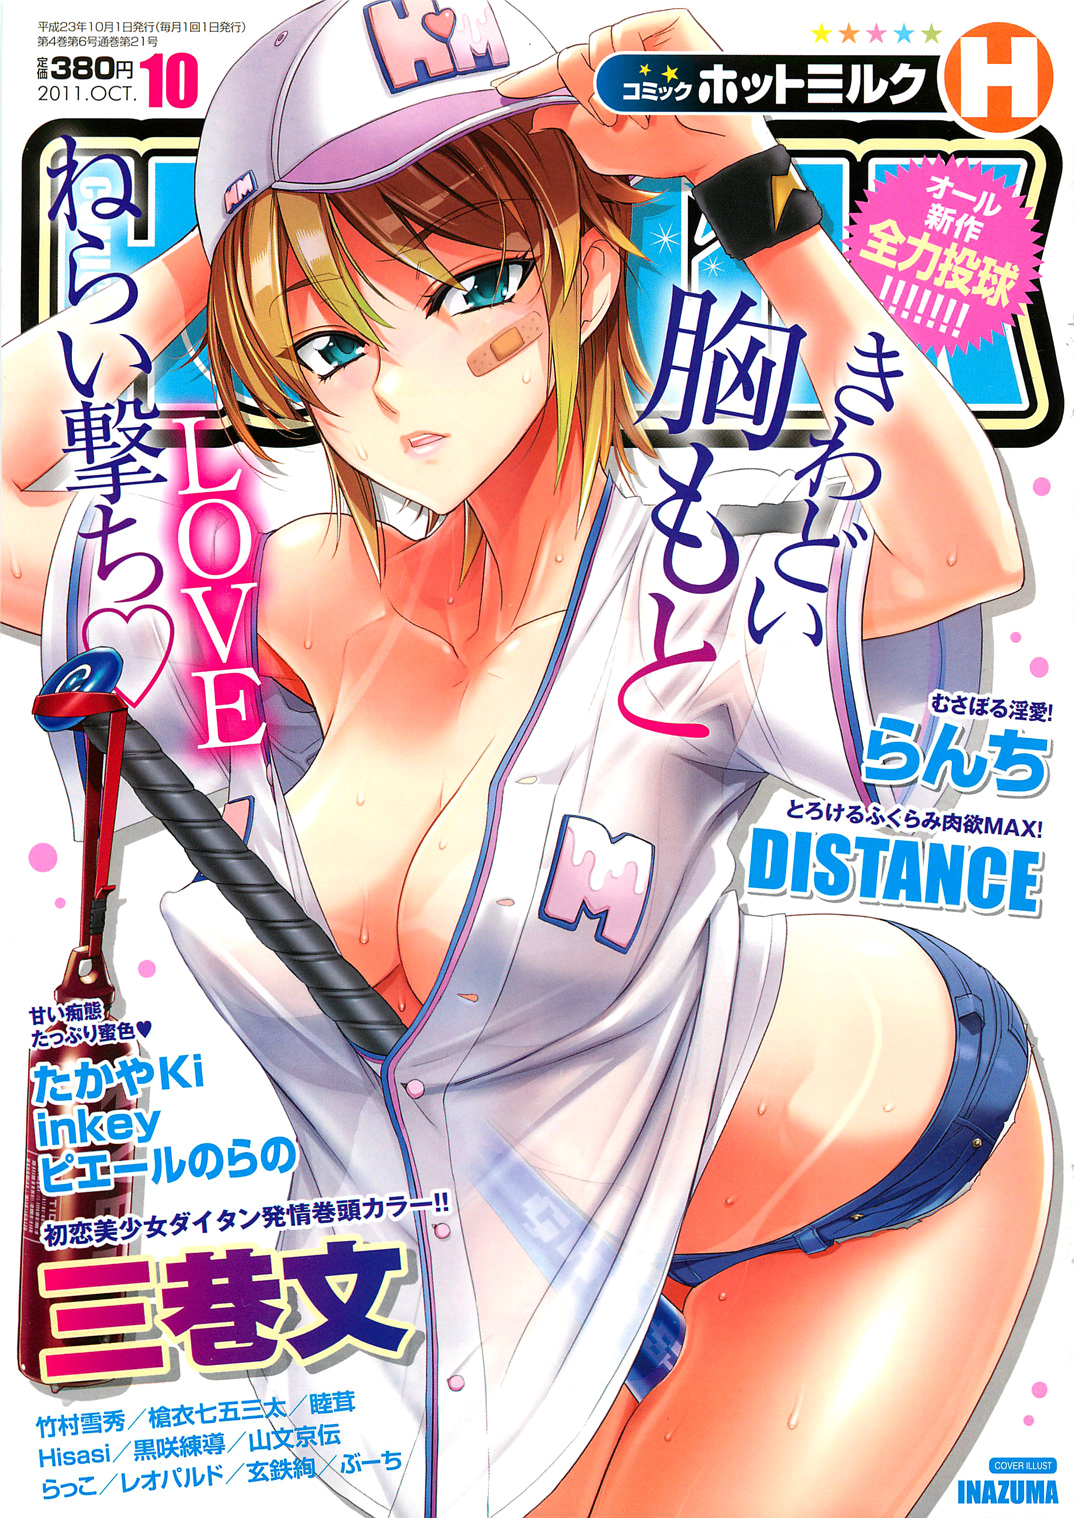 平成23年10月1日発行(毎月1回1日発行)
第4巻第6号通巻第21号
定価380円
2011.OCT.
10
コミック ホットミルク
H
HM
HM
オール
新作
全力投球
!!!!!!!
きわどい
胸もと
ねらい撃ち♡
LOVE
むさぼる淫愛!
らんち
とろけるふくらみ肉欲MAX!
DISTANCE
M
甘い痴態
たっぷり蜜色♥
たかやKi
inkey
ピエールのらの
初恋美少女ダイタン発情巻頭カラー!!
三巷文
竹村雪秀／槍衣七五三太／睦茸
Hisasi／黒咲練導／山文京伝
らっこ／レオパルド／玄鉄絢／ぶーち
COVER ILLUST
INAZUMA